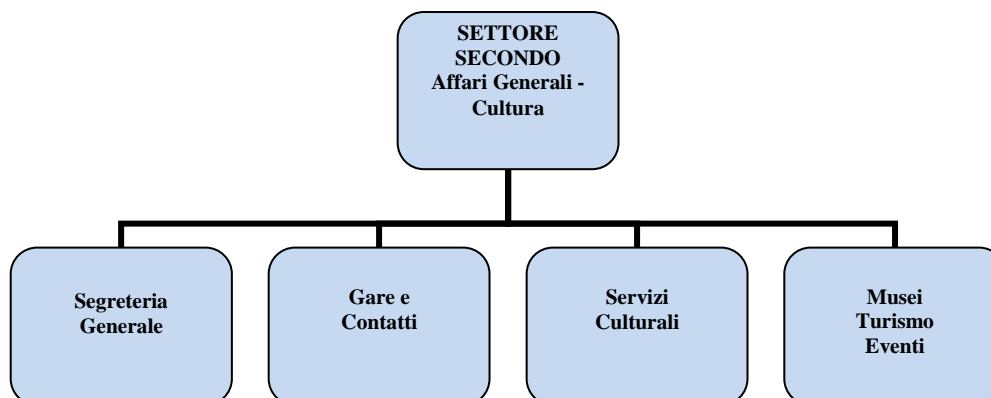 SETTORE
SECONDO
Affari Generali -
Cultura
Segreteria
Generale
Gare e
Contatti
Servizi
Culturali
Musei
Turismo
Eventi